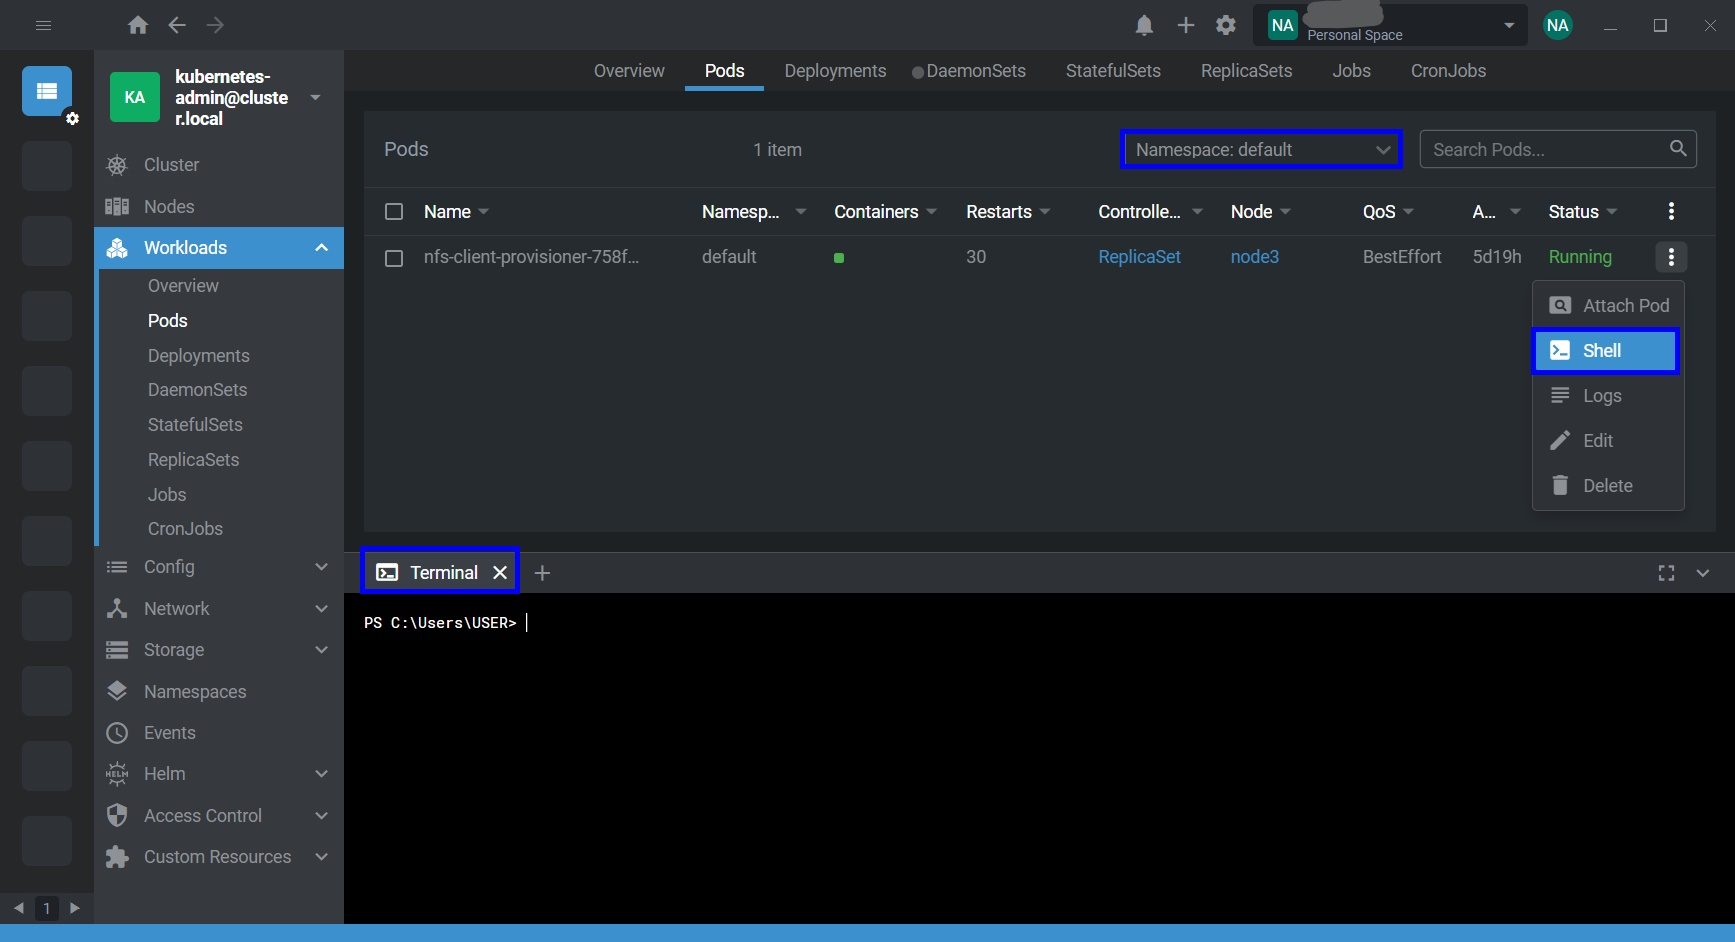 NA
Personal Space
NA
KA
kubernetes-
admin@cluste
r.local
Overview
Pods
Deployments
DaemonSets
StatefulSets
ReplicaSets
Jobs
CronJobs
Cluster
Nodes
Workloads
Overview
Pods
Deployments
DaemonSets
StatefulSets
ReplicaSets
Jobs
CronJobs
Config
Network
Storage
Namespaces
Events
HELM
Helm
Access Control
Custom Resources
1
Pods
1 item
Namespace: default
Search Pods...
Name
Namesp...
Containers
Restarts
Controlle...
Node
QoS
A...
Status
nfs-client-provisioner-758f...
default
30
ReplicaSet
node3
BestEffort
5d19h
Running
Attach Pod
Shell
Logs
Edit
Delete
Terminal
PS C:\Users\USER>